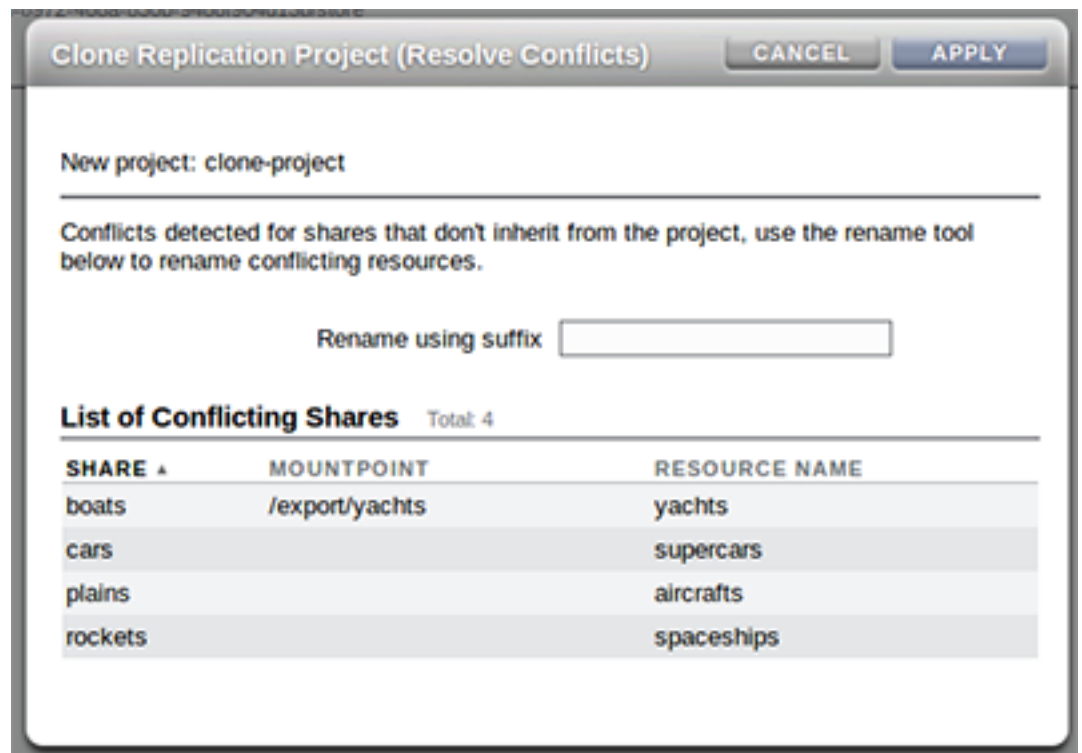 Clone Replication Project (Resolve Conflicts) CANCEL APPLY
New project: clone-project
Conflicts detected for shares that don't inherit from the project, use the rename tool
below to rename conflicting resources.
Rename using suffix
List of Conflicting Shares Total: 4
SHARE ▲ MOUNTPOINT RESOURCE NAME
boats /export/yachts yachts
cars supercars
plains aircrafts
rockets spaceships